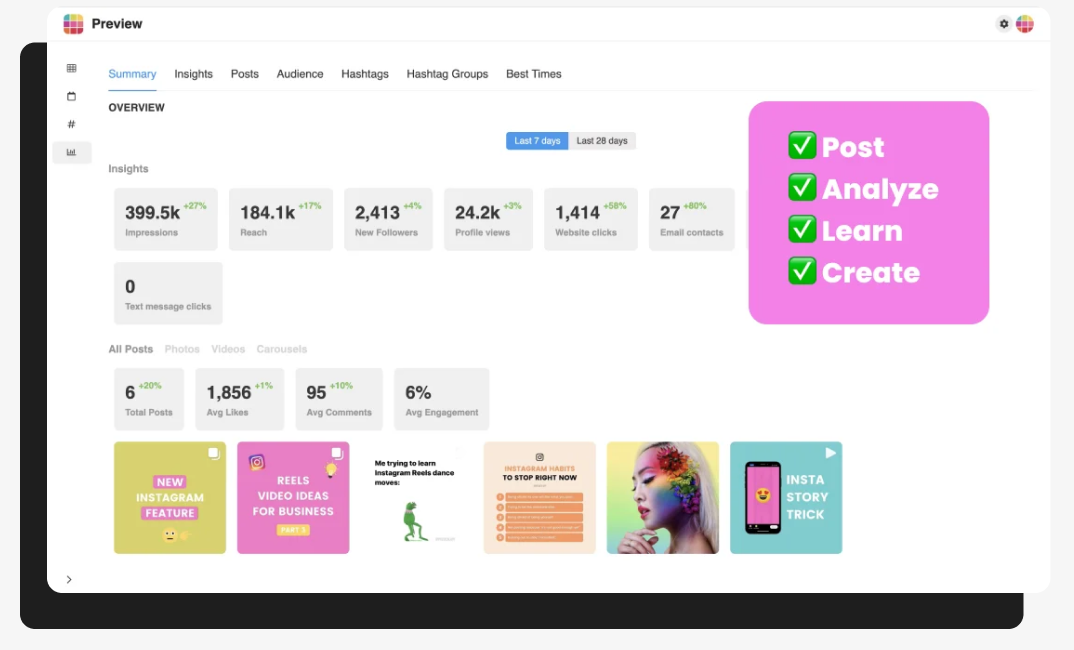 Preview
Summary Insights Posts Audience Hashtags Hashtag Groups Best Times
OVERVIEW
Last 7 days Last 28 days
Insights
399.5k +27%
Impressions
184.1k +17%
Reach
2,413 +4%
New Followers
24.2k +3%
Profile views
1,414 +58%
Website clicks
27 +80%
Email contacts
0
Text message clicks
✅ Post
✅ Analyze
✅ Learn
✅ Create
All Posts Photos Videos Carousels
6 +20%
Total Posts
1,856 +1%
Avg Likes
95 +10%
Avg Comments
6%
Avg Engagement
NEW
INSTAGRAM
FEATURE
REELS
VIDEO IDEAS
FOR BUSINESS
PART 3
Me trying to learn
Instagram Reels dance
moves:
INSTAGRAM HABITS
TO STOP RIGHT NOW
INSTA
STORY
TRICK